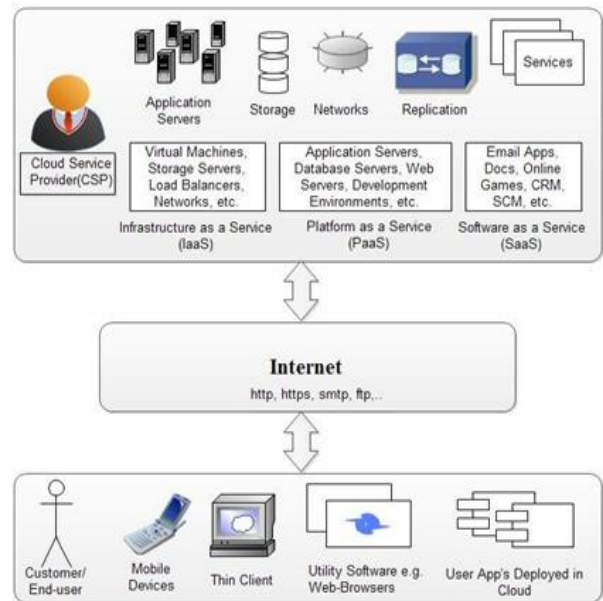 Application
Servers
Storage
Networks
Replication
Services
Cloud Service
Provider(CSP)
Virtual Machines,
Storage Servers,
Load Balancers,
Networks, etc.
Infrastructure as a Service
(IaaS)
Application Servers,
Database Servers, Web
Servers, Development
Environments, etc.
Platform as a Service
(PaaS)
Email Apps,
Docs, Online
Games, CRM,
SCM, etc.
Software as a Service
(SaaS)
Internet
http, https, smtp, ftp,..
Customer/
End-user
Mobile
Devices
Thin Client
Utility Software e.g.
Web-Browsers
User App's Deployed in
Cloud